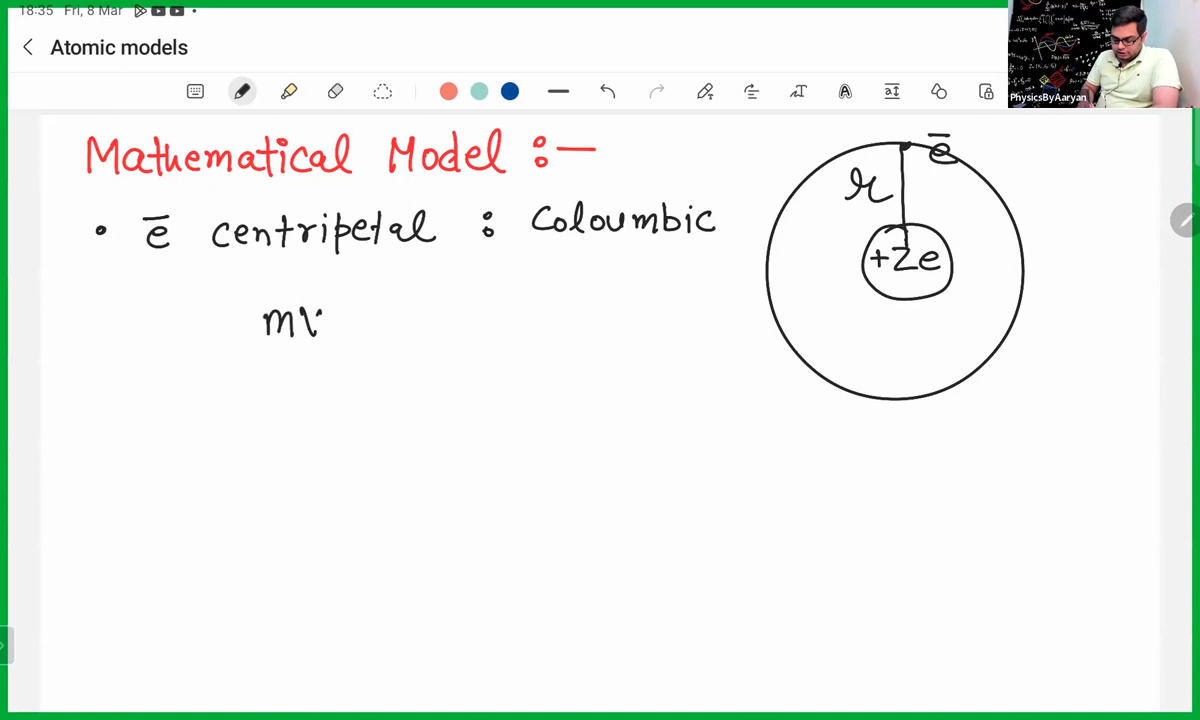 18:35 Fri, 8 Mar
Atomic models
PhysicsByAaryan
Mathematical Model :—
e̅
r
• e̅ centripetal : Coloumbic
+Ze
mv